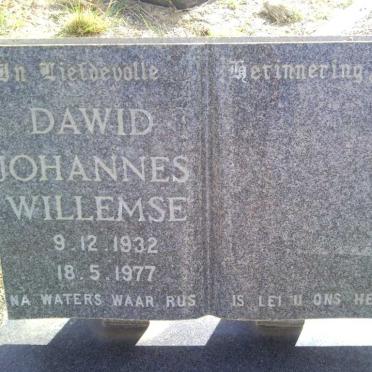 In Liefdevolle Herinnering
DAWID
JOHANNES
WILLEMSE
9.12.1932
18.5.1977
NA WATERS WAAR RUS IS LEI U ONS HE